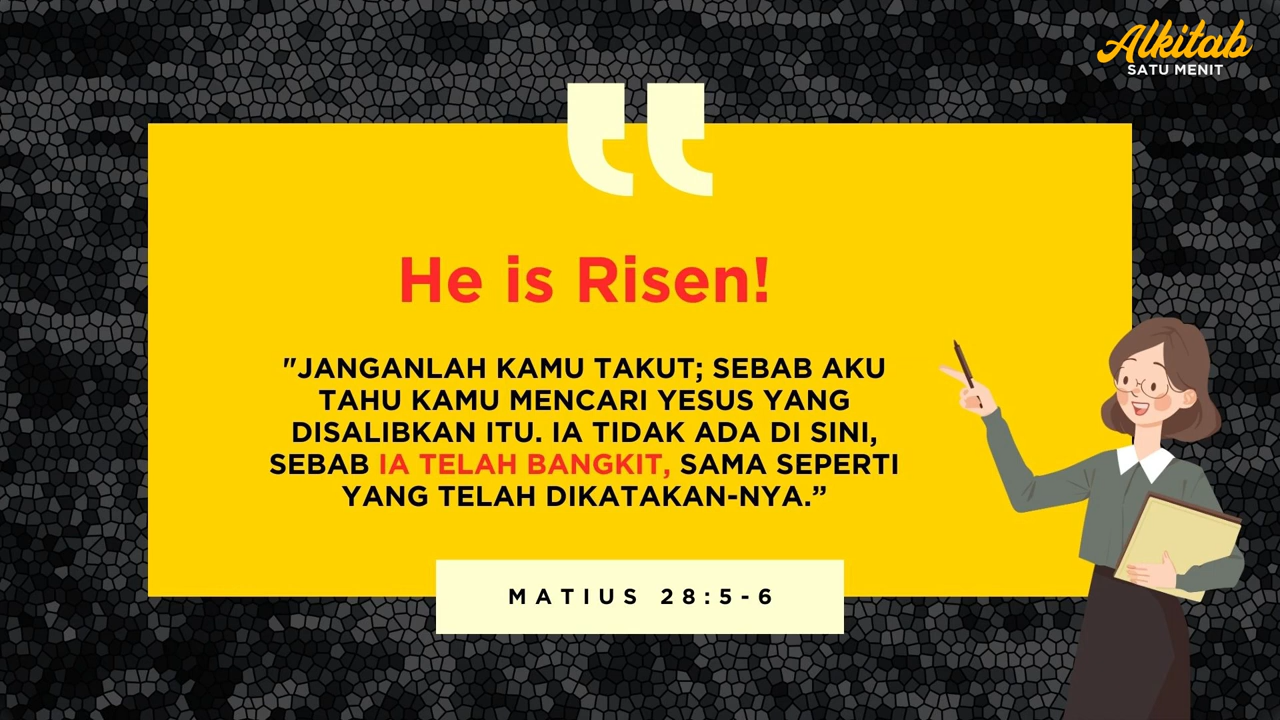 Alkitab
SATU MENIT
He is Risen!
"JANGANLAH KAMU TAKUT; SEBAB AKU
TAHU KAMU MENCARI YESUS YANG
DISALIBKAN ITU. IA TIDAK ADA DI SINI,
SEBAB IA TELAH BANGKIT, SAMA SEPERTI
YANG TELAH DIKATAKAN-NYA.”
MATIUS 28:5-6